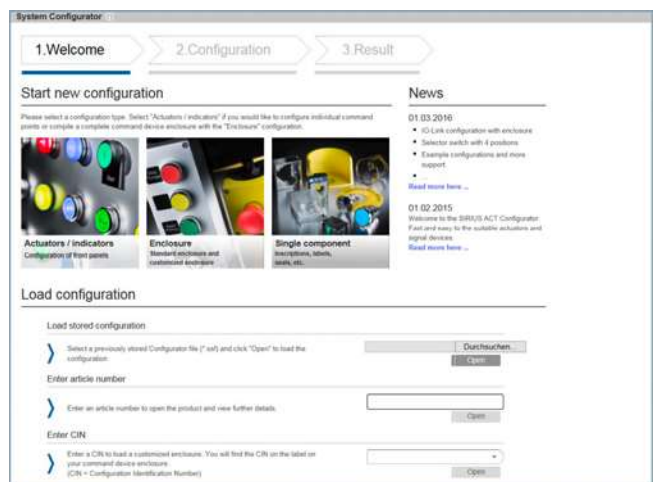 System Configurator
1.Welcome
2.Configuration
3.Result
Start new configuration
Please select a configuration type. Select "Actuators / indicators" if you would like to configure individual command
points or compile a complete command device enclosure with the "Enclosure" configuration.
Actuators / indicators
Configuration of front panels
Enclosure
Standard enclosure and
customized enclosure
Single component
Inscriptions, labels,
seals, etc.
News
01.03.2016
IO-Link configuration with enclosure
Selector switch with 4 positions
Example configurations and more
support
...
Read more here ...
01.02.2015
Welcome to the SIRIUS ACT Configurator
Fast and easy to the suitable actuators and
signal devices
Read more here ...
Load configuration
Load stored configuration
Select a previously stored Configurator file (*.sxf) and click "Open" to load the
configuration.
Durchsuchen...
Open
Enter article number
Enter an article number to open the product and view further details.
Open
Enter CIN
Enter a CIN to load a customized enclosure. You will find the CIN on the label on
your command device enclosure.
(CIN = Configuration Identification Number)
Open